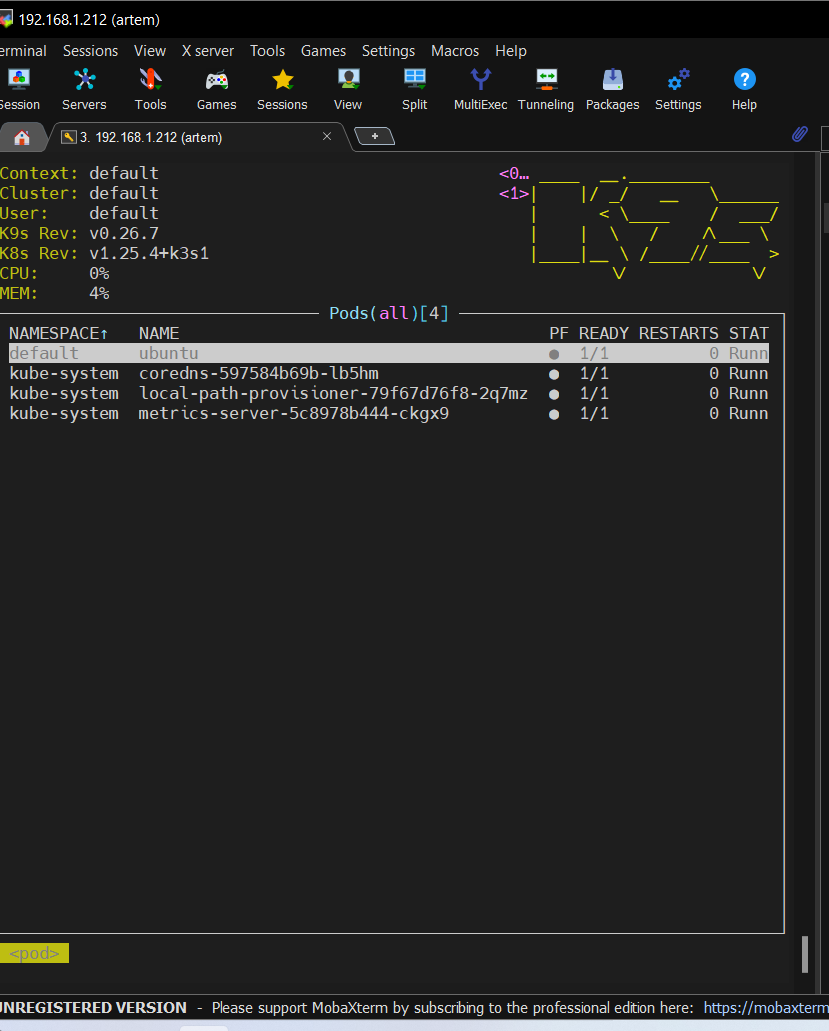 192.168.1.212 (artem)
erminal Sessions View X server Tools Games Settings Macros Help
Session Servers Tools Games Sessions View Split MultiExec Tunneling Packages Settings Help
3. 192.168.1.212 (artem)
Context: default <0…
Cluster: default <1>
User: default
K9s Rev: v0.26.7
K8s Rev: v1.25.4+k3s1
CPU: 0%
MEM: 4%
Pods(all)[4]
NAMESPACE↑ NAME PF READY RESTARTS STAT
default ubuntu ● 1/1 0 Runn
kube-system coredns-597584b69b-lb5hm ● 1/1 0 Runn
kube-system local-path-provisioner-79f67d76f8-2q7mz ● 1/1 0 Runn
kube-system metrics-server-5c8978b444-ckgx9 ● 1/1 0 Runn
<pod>
UNREGISTERED VERSION - Please support MobaXterm by subscribing to the professional edition here: https://mobaxterm